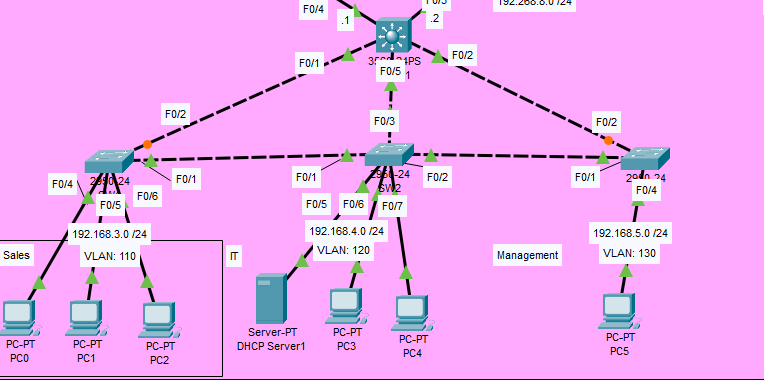 192.268.8.0 /24
F0/4
.1
F0/3
.2
F0/1
F0/5
F0/2
F0/2
F0/3
F0/2
F0/4
F0/5
F0/6
F0/1
F0/1
F0/5
F0/6
SW2
F0/7
F0/2
F0/1
F0/4
192.168.3.0 /24
VLAN: 110
192.168.4.0 /24
VLAN: 120
192.168.5.0 /24
VLAN: 130
Sales
IT
Management
PC-PT
PC0
PC-PT
PC1
PC-PT
PC2
Server-PT
DHCP Server1
PC-PT
PC3
PC-PT
PC4
PC-PT
PC5